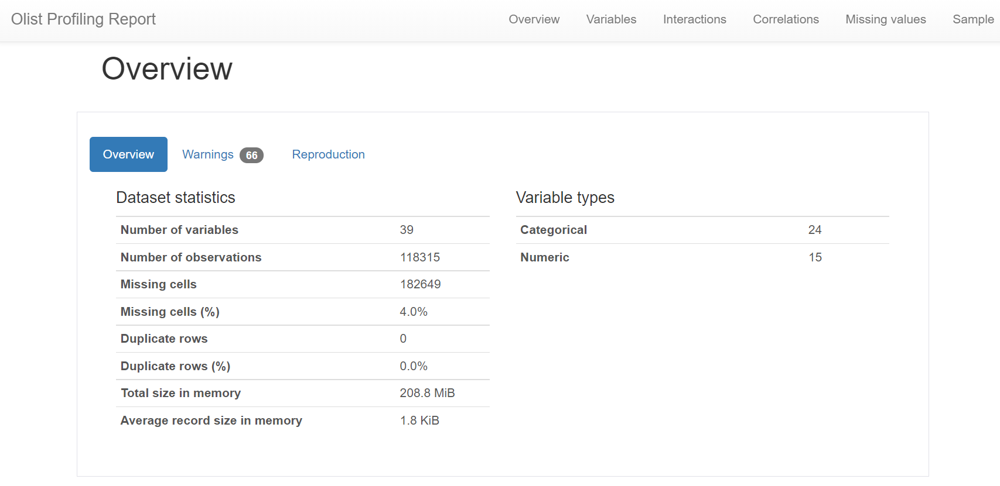 Olist Profiling Report Overview Variables Interactions Correlations Missing values Sample
Overview
Overview Warnings 66 Reproduction
Dataset statistics
Number of variables 39
Number of observations 118315
Missing cells 182649
Missing cells (%) 4.0%
Duplicate rows 0
Duplicate rows (%) 0.0%
Total size in memory 208.8 MiB
Average record size in memory 1.8 KiB
Variable types
Categorical 24
Numeric 15